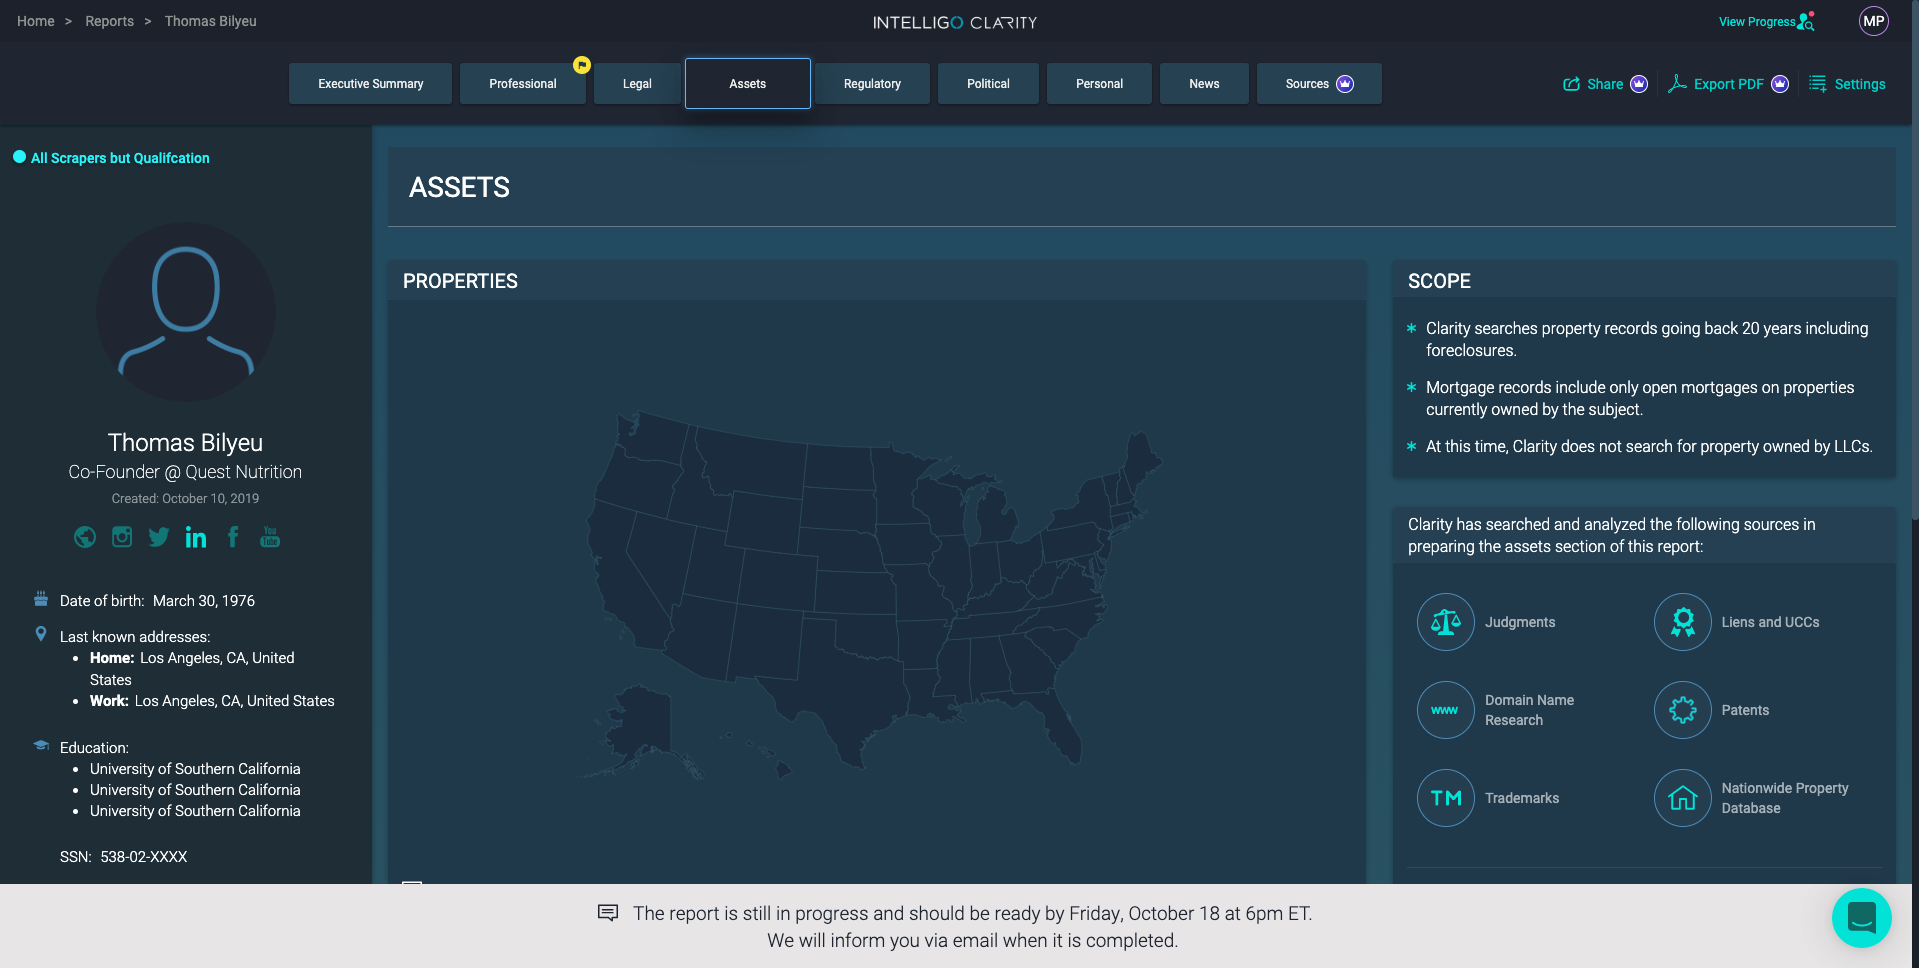 Home > Reports > Thomas Bilyeu
INTELLIGO CLARITY
View Progress
MP
Executive Summary
Professional
Legal
Assets
Regulatory
Political
Personal
News
Sources
Share
Export PDF
Settings
All Scrapers but Qualifcation
Thomas Bilyeu
Co-Founder @ Quest Nutrition
Created: October 10, 2019
in
f
You
Tube
Date of birth: March 30, 1976
Last known addresses:
• Home: Los Angeles, CA, United
States
• Work: Los Angeles, CA, United States
Education:
• University of Southern California
• University of Southern California
• University of Southern California
SSN: 538-02-XXXX
ASSETS
PROPERTIES
SCOPE
* Clarity searches property records going back 20 years including
foreclosures.
* Mortgage records include only open mortgages on properties
currently owned by the subject.
* At this time, Clarity does not search for property owned by LLCs.
Clarity has searched and analyzed the following sources in
preparing the assets section of this report:
Judgments
Liens and UCCs
www
Domain Name
Research
Patents
TM
Trademarks
Nationwide Property
Database
The report is still in progress and should be ready by Friday, October 18 at 6pm ET.
We will inform you via email when it is completed.